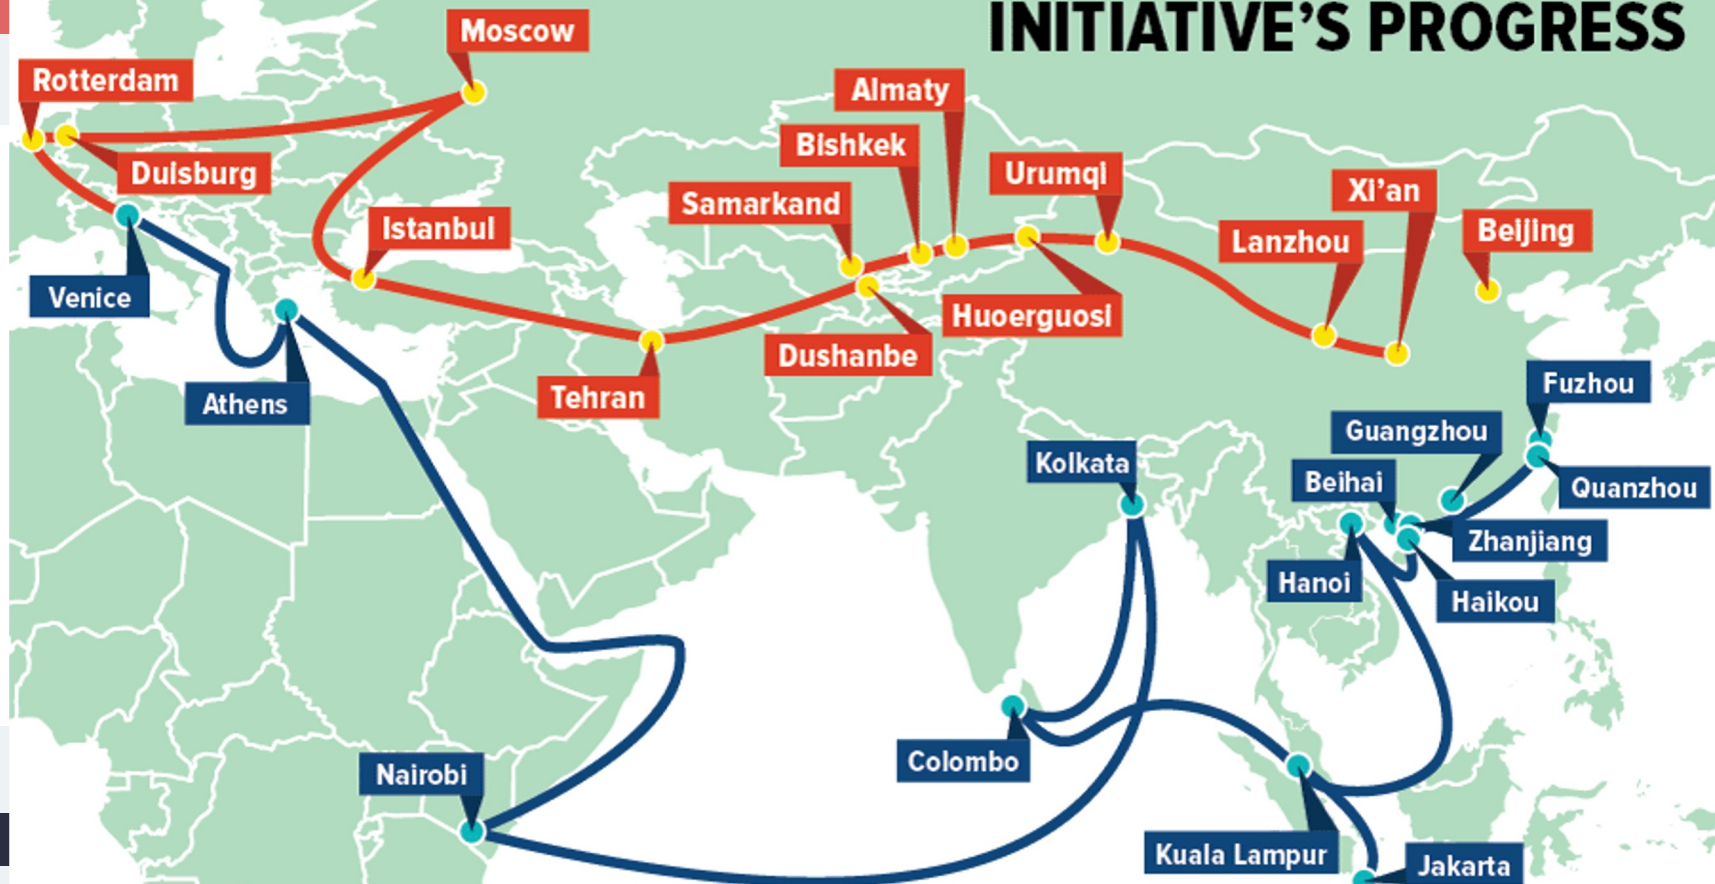 INITIATIVE'S PROGRESS
Moscow
Rotterdam
Almaty
Bishkek
Duisburg
Urumqi
Samarkand
Xi'an
Istanbul
Lanzhou
Beijing
Venice
Huoerguosi
Dushanbe
Tehran
Athens
Fuzhou
Guangzhou
Kolkata
Beihai
Quanzhou
Zhanjiang
Hanoi
Haikou
Colombo
Nairobi
Kuala Lampur
Jakarta